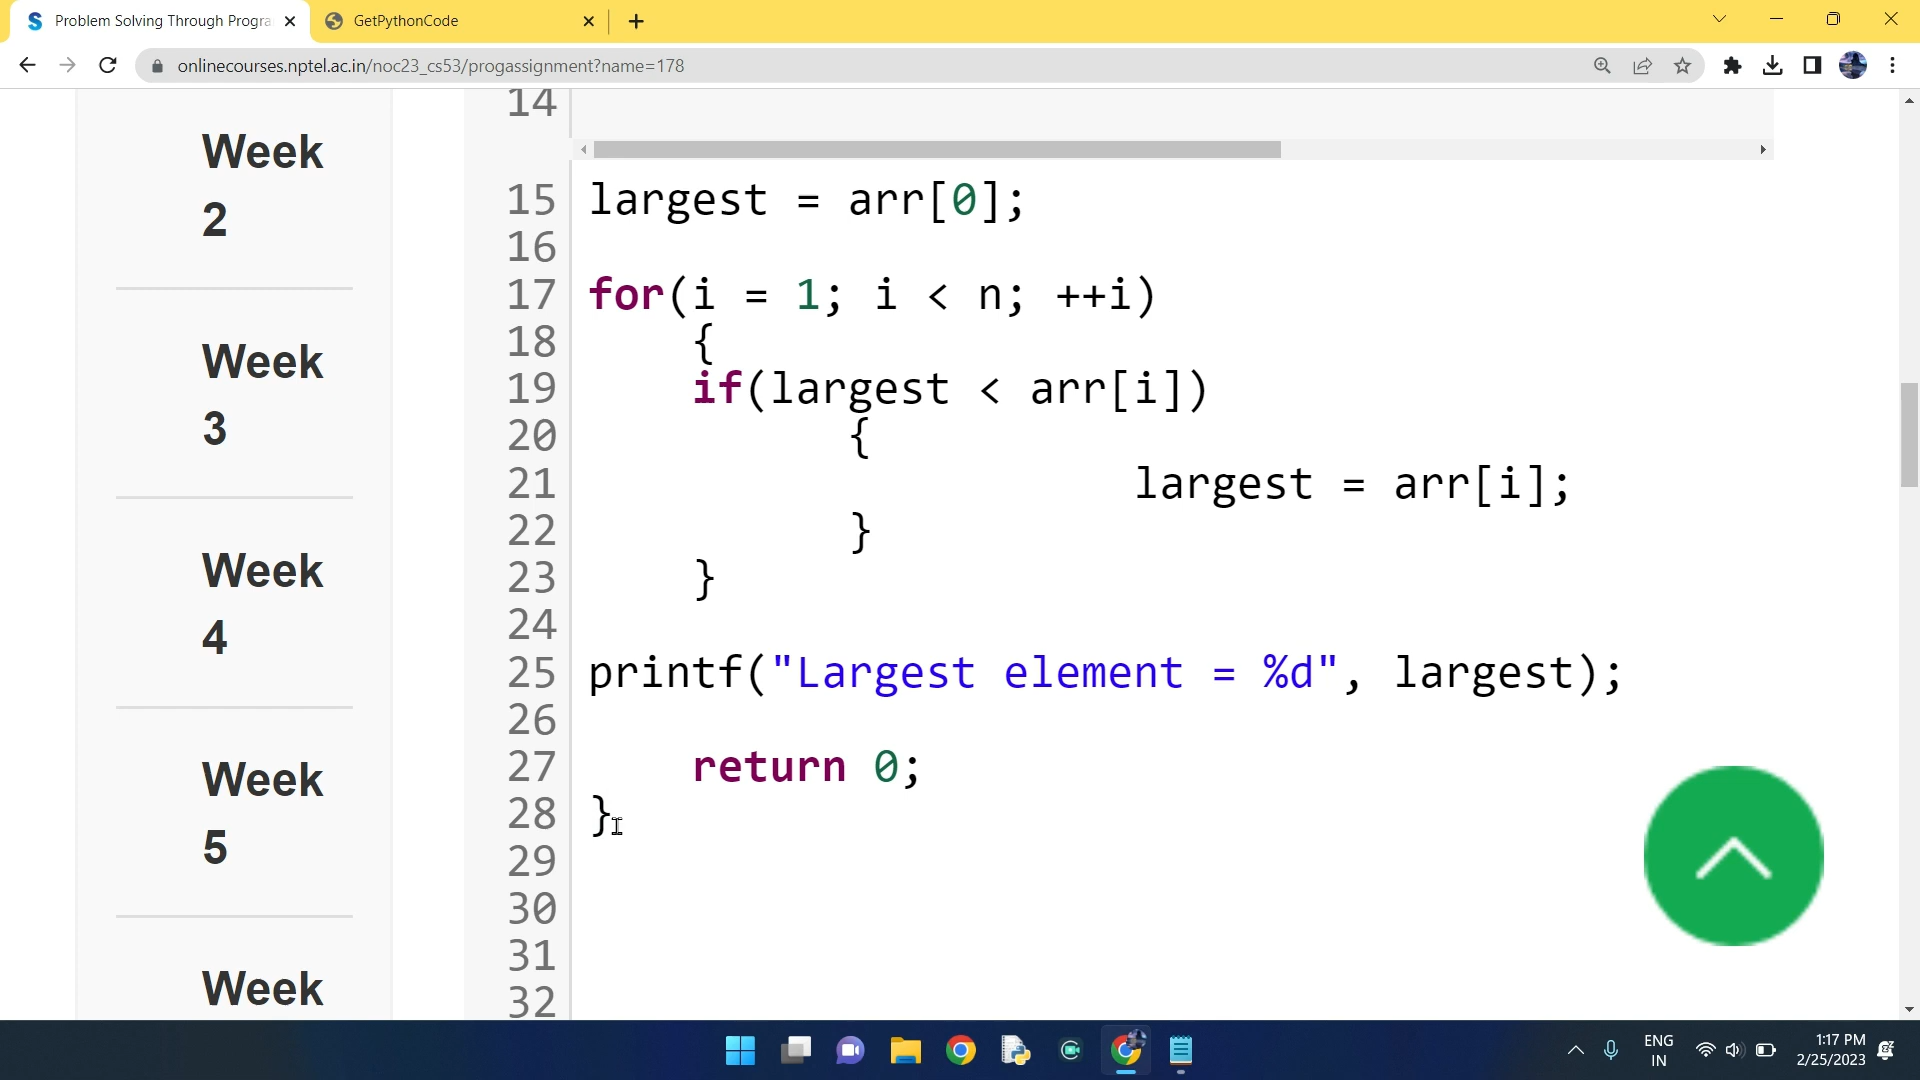 Problem Solving Through Progra
GetPythonCode
onlinecourses.nptel.ac.in/noc23_cs53/progassignment?name=178
Week
2
Week
3
Week
4
Week
5
Week
14
15 largest = arr[0];
16
17 for(i = 1; i < n; ++i)
18 {
19 if(largest < arr[i])
20 {
21 largest = arr[i];
22 }
23 }
24
25 printf("Largest element = %d", largest);
26
27 return 0;
28 }
29
30
31
32
ENG
IN
1:17 PM
2/25/2023